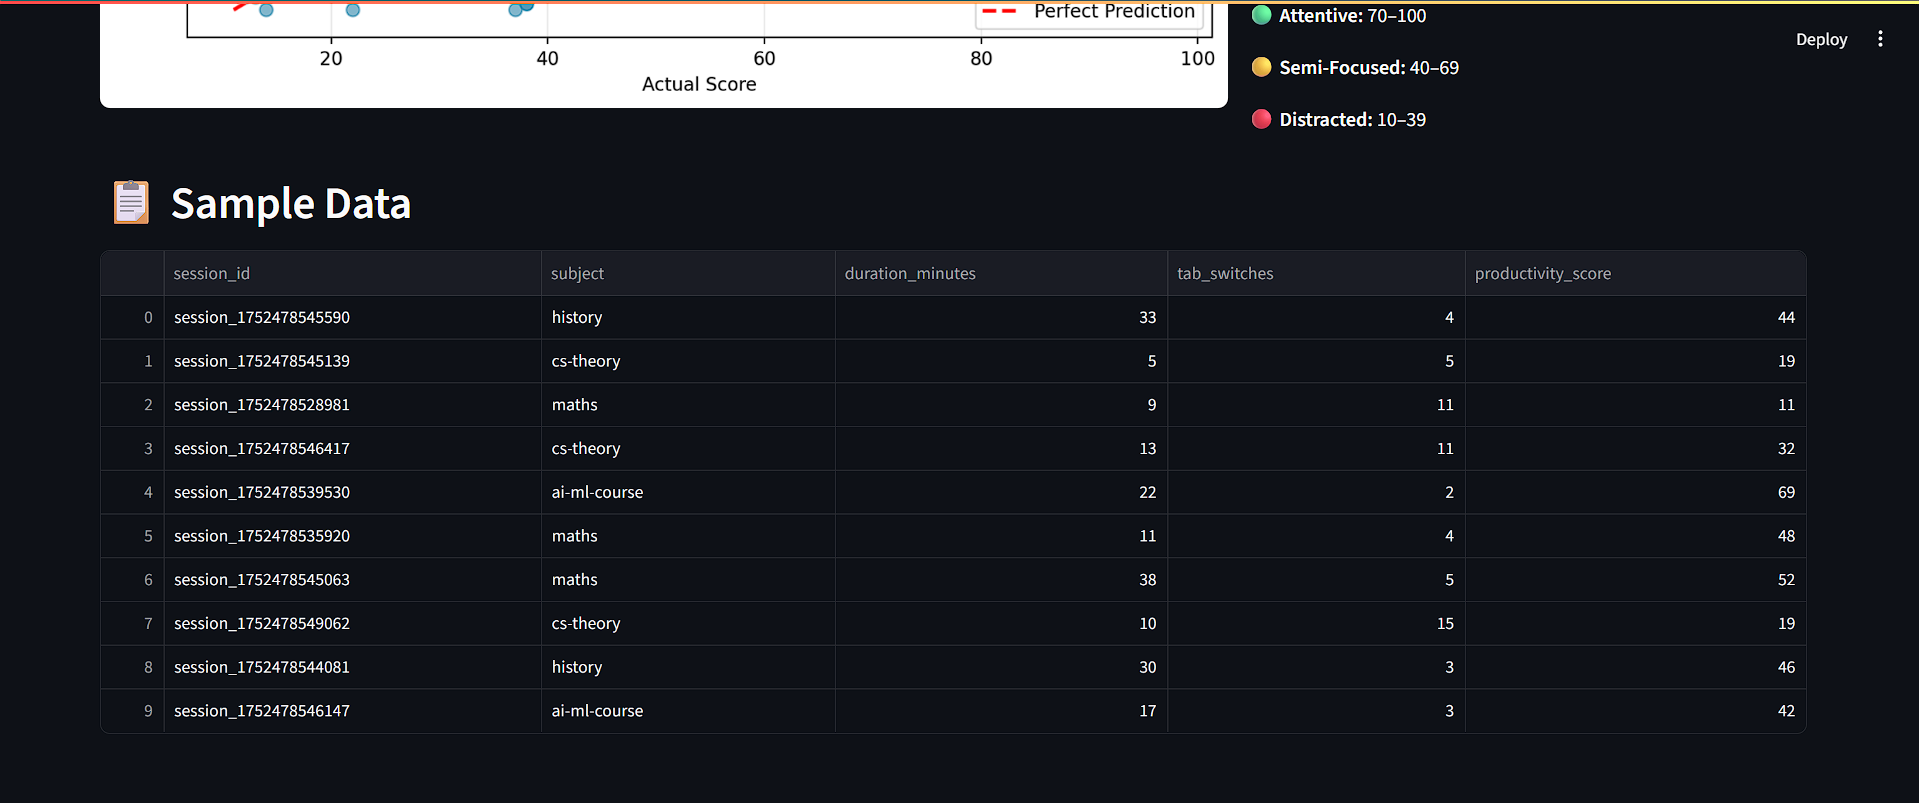 Perfect Prediction
20 40 60 80 100
Actual Score
Attentive: 70–100
Semi-Focused: 40–69
Distracted: 10–39
Deploy
Sample Data
session_id subject duration_minutes tab_switches productivity_score
0 session_1752478545590 history 33 4 44
1 session_1752478545139 cs-theory 5 5 19
2 session_1752478528981 maths 9 11 11
3 session_1752478546417 cs-theory 13 11 32
4 session_1752478539530 ai-ml-course 22 2 69
5 session_1752478535920 maths 11 4 48
6 session_1752478545063 maths 38 5 52
7 session_1752478549062 cs-theory 10 15 19
8 session_1752478544081 history 30 3 46
9 session_1752478546147 ai-ml-course 17 3 42